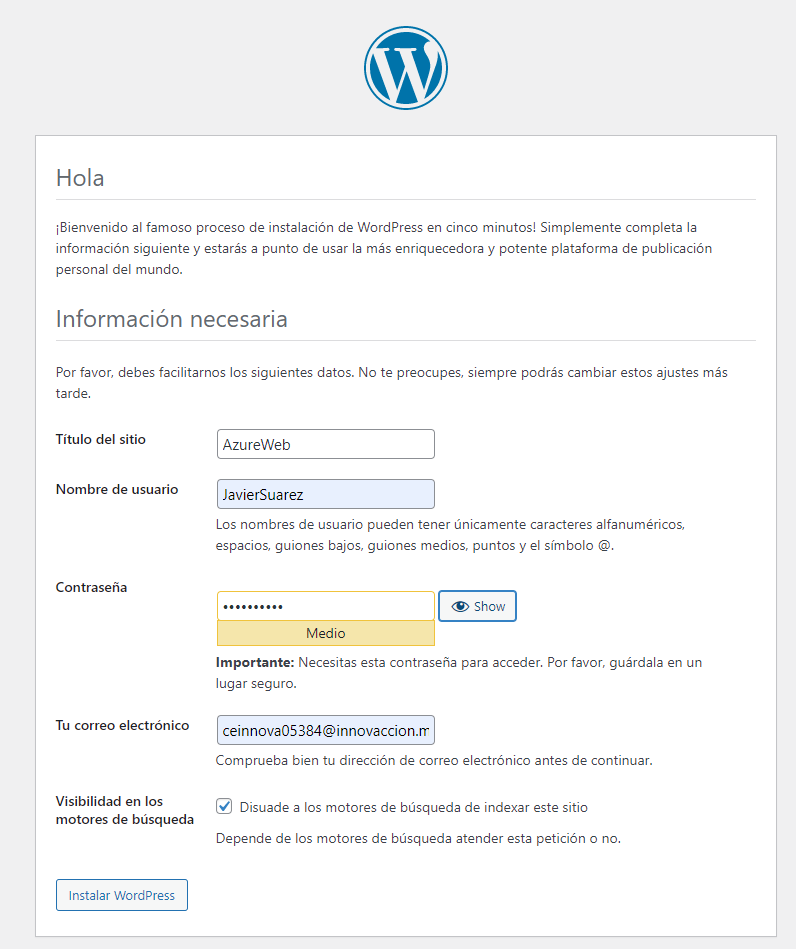 Hola
¡Bienvenido al famoso proceso de instalación de WordPress en cinco minutos! Simplemente completa la
información siguiente y estarás a punto de usar la más enriquecedora y potente plataforma de publicación
personal del mundo.
Información necesaria
Por favor, debes facilitarnos los siguientes datos. No te preocupes, siempre podrás cambiar estos ajustes más
tarde.
Título del sitio
AzureWeb
Nombre de usuario
JavierSuarez
Los nombres de usuario pueden tener únicamente caracteres alfanuméricos,
espacios, guiones bajos, guiones medios, puntos y el símbolo @.
Contraseña
••••••••••
Show
Medio
Importante: Necesitas esta contraseña para acceder. Por favor, guárdala en un
lugar seguro.
Tu correo electrónico
ceinnova05384@innovaccion.m
Comprueba bien tu dirección de correo electrónico antes de continuar.
Visibilidad en los
motores de búsqueda
Disuade a los motores de búsqueda de indexar este sitio
Depende de los motores de búsqueda atender esta petición o no.
Instalar WordPress